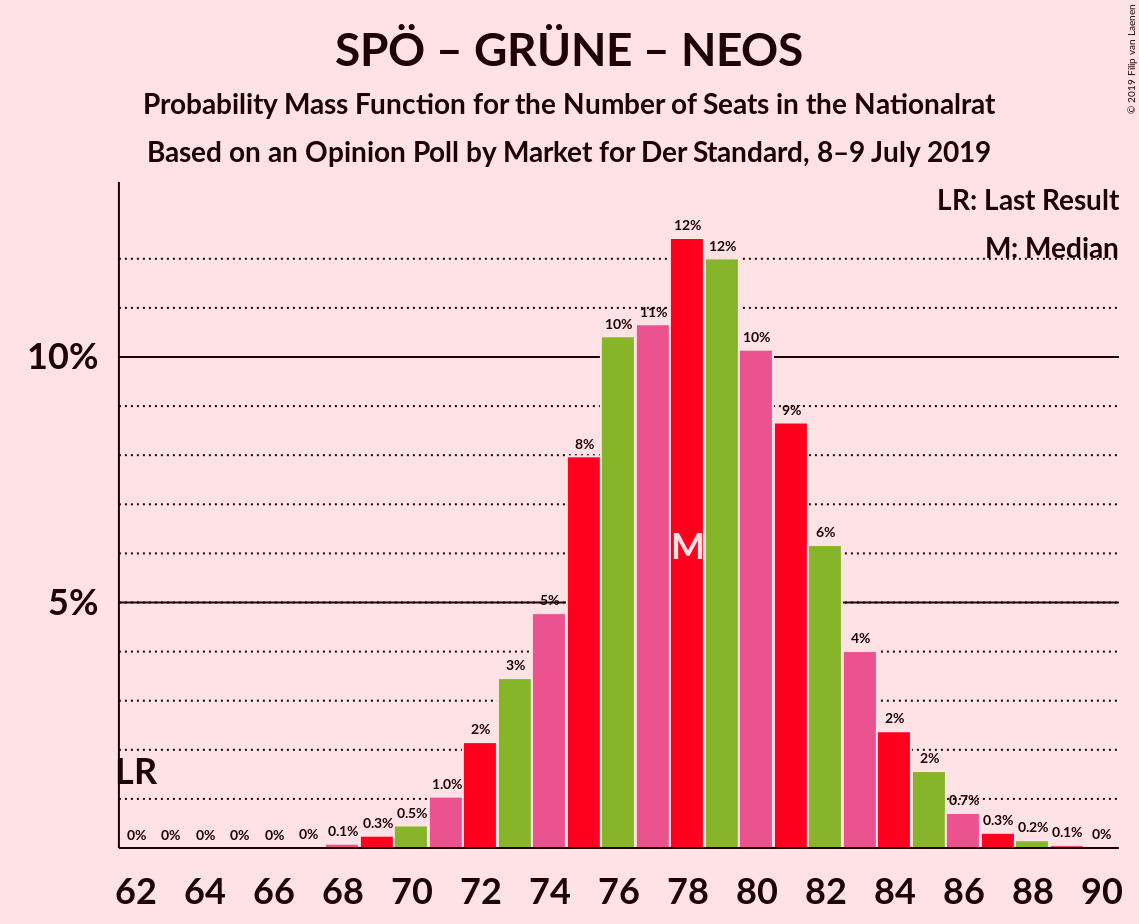 SPÖ – GRÜNE – NEOS
Probability Mass Function for the Number of Seats in the Nationalrat
Based on an Opinion Poll by Market for Der Standard, 8–9 July 2019
© 2019 Filip van Laenen
LR: Last Result
M: Median
10%
5%
LR
M
0% 0% 0% 0% 0% 0% 0.1% 0.3% 0.5% 1.0% 2% 3% 5% 8% 10% 11% 12% 12% 10% 9% 6% 4% 2% 2% 0.7% 0.3% 0.2% 0.1% 0%
62 64 66 68 70 72 74 76 78 80 82 84 86 88 90